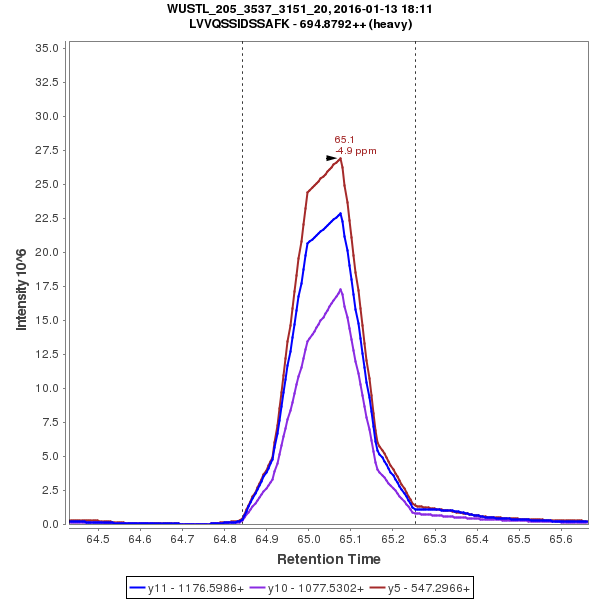 WUSTL_205_3537_3151_20, 2016-01-13 18:11
LVVQSSIDSSAFK - 694.8792++ (heavy)
35.0
32.5
30.0
27.5
25.0
22.5
20.0
17.5
15.0
12.5
10.0
7.5
5.0
2.5
0.0
Intensity 10^6
65.1
-4.9 ppm
64.5 64.6 64.7 64.8 64.9 65.0 65.1 65.2 65.3 65.4 65.5 65.6
Retention Time
y11 - 1176.5986+ y10 - 1077.5302+ y5 - 547.2966+